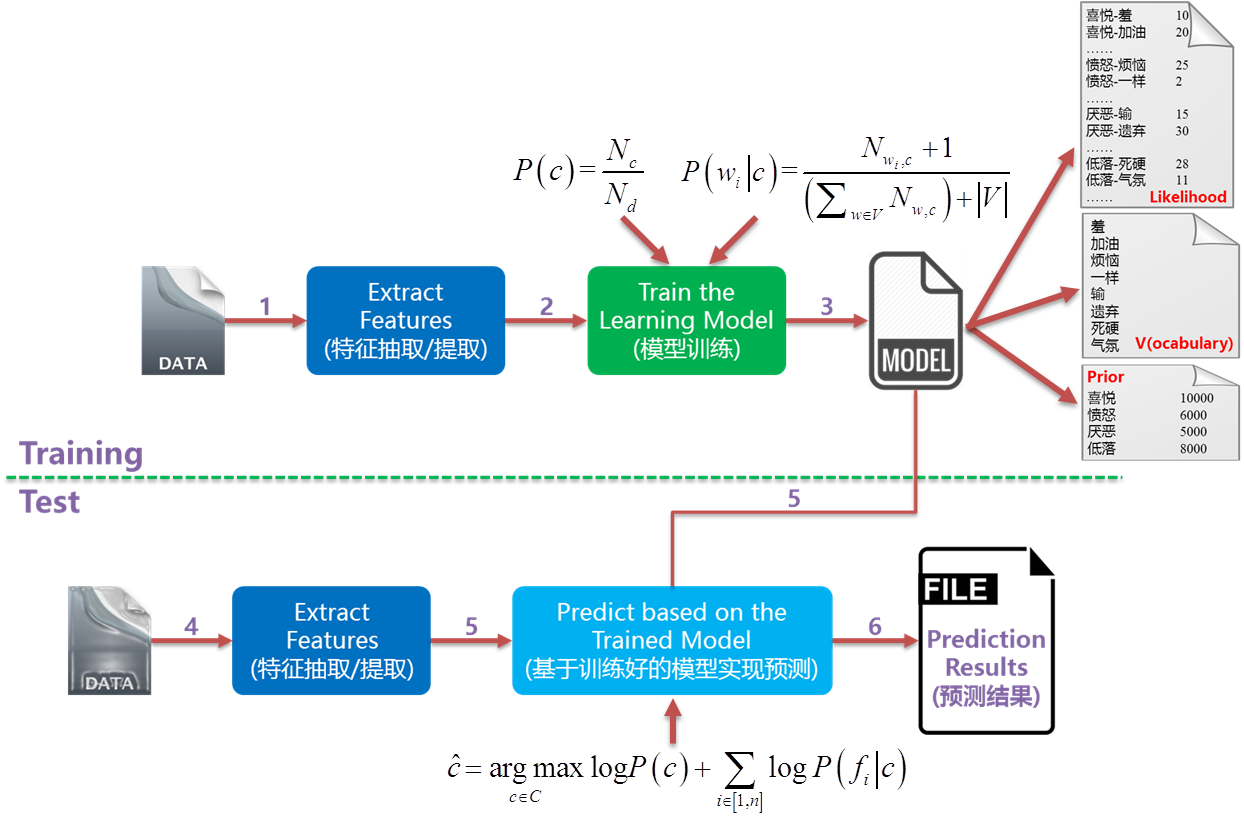 喜悦-羞 10
喜悦-加油 20
……
愤怒-烦恼 25
愤怒-一样 2
……
厌恶-输 15
厌恶-遗弃 30
……
低落-死硬 28
低落-气氛 11
……
Likelihood
P(c)=N_c/N_d
P(w_i|c)=(N_{w_i,c}+1)/((∑_{w∈V} N_{w,c})+|V|)
羞
加油
烦恼
一样
输
遗弃
死硬
气氛
V(ocabulary)
DATA
1
Extract
Features
(特征抽取/提取)
2
Train the
Learning Model
(模型训练)
3
MODEL
Prior
喜悦 10000
愤怒 6000
厌恶 5000
低落 8000
Training
Test
5
DATA
4
Extract
Features
(特征抽取/提取)
5
Predict based on the
Trained Model
(基于训练好的模型实现预测)
6
FILE
Prediction
Results
(预测结果)
ĉ=arg max_{c∈C} logP(c)+∑_{i∈[1,n]} log P(f_i|c)